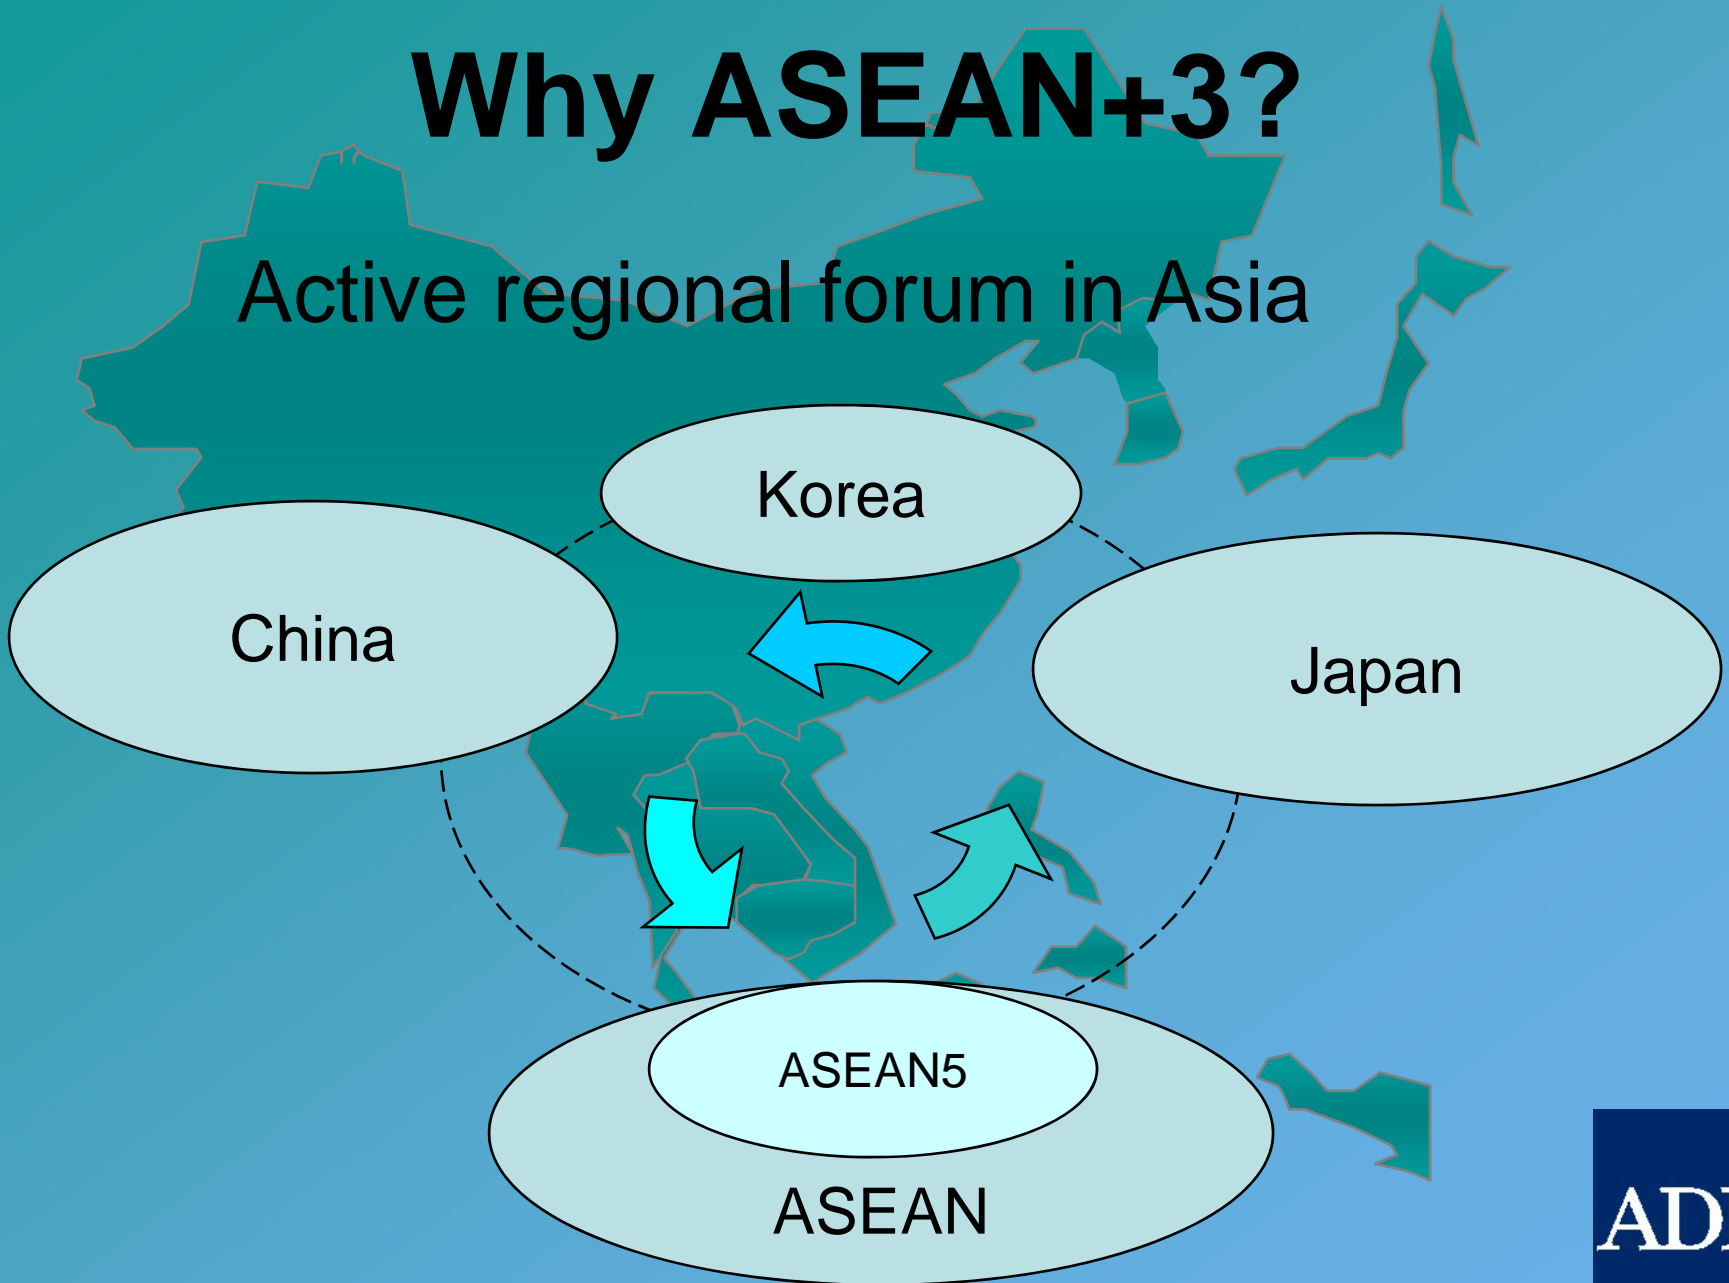 Why ASEAN+3?
Active regional forum in Asia
Korea
China
Japan
ASEAN5
ASEAN